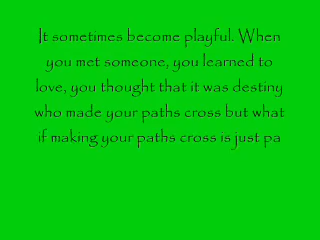 It sometimes become playful. When
you met someone, you learned to
love, you thought that it was destiny
who made your paths cross but what
if making your paths cross is just pa